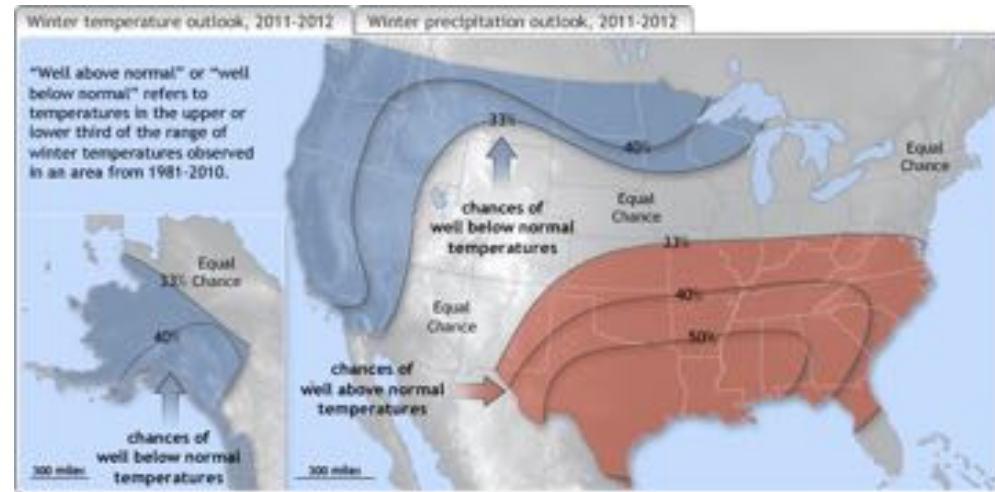 Winter temperature outlook, 2011-2012
Winter precipitation outlook, 2011-2012
"Well above normal" or "well
below normal" refers to
temperatures in the upper or
lower third of the range of
winter temperatures observed
in an area from 1981-2010.
33%
40%
Equal
Chance
chances of
well below normal
temperatures
Equal
Chance
33%
Equal
Chance
33%
40%
50%
Equal
Chance
40%
chances of
well above normal
temperatures
chances of
well below normal
temperatures
300 miles
300 miles